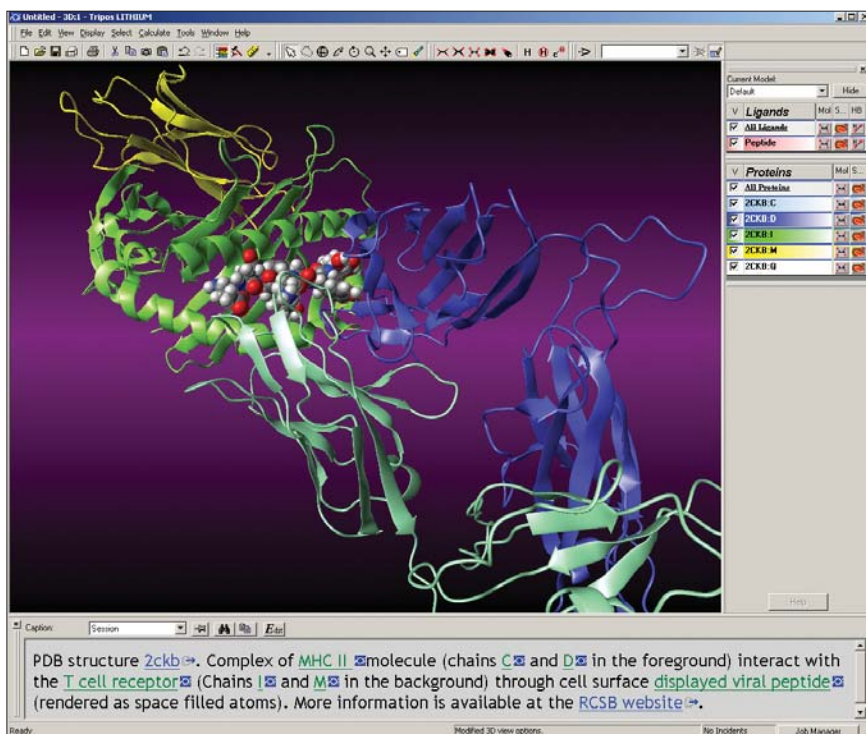 Untitled - 3D:1 - Tripos LITHIUM
File Edit View Display Select Calculate Tools Window Help
Current Model:
Default Hide
V Ligands Mol S... HB
All Ligands
Peptide
V Proteins Mol S...
All Proteins
2CKB:C
2CKB:D
2CKB:I
2CKB:M
2CKB:Q
Help
Caption: Session Edit
PDB structure 2ckb. Complex of MHC II molecule (chains C and D in the foreground) interact with
the T cell receptor (Chains I and M in the background) through cell surface displayed viral peptide
(rendered as space filled atoms). More information is available at the RCSB website.
Ready Modified 3D view options. No Incidents Job Manager